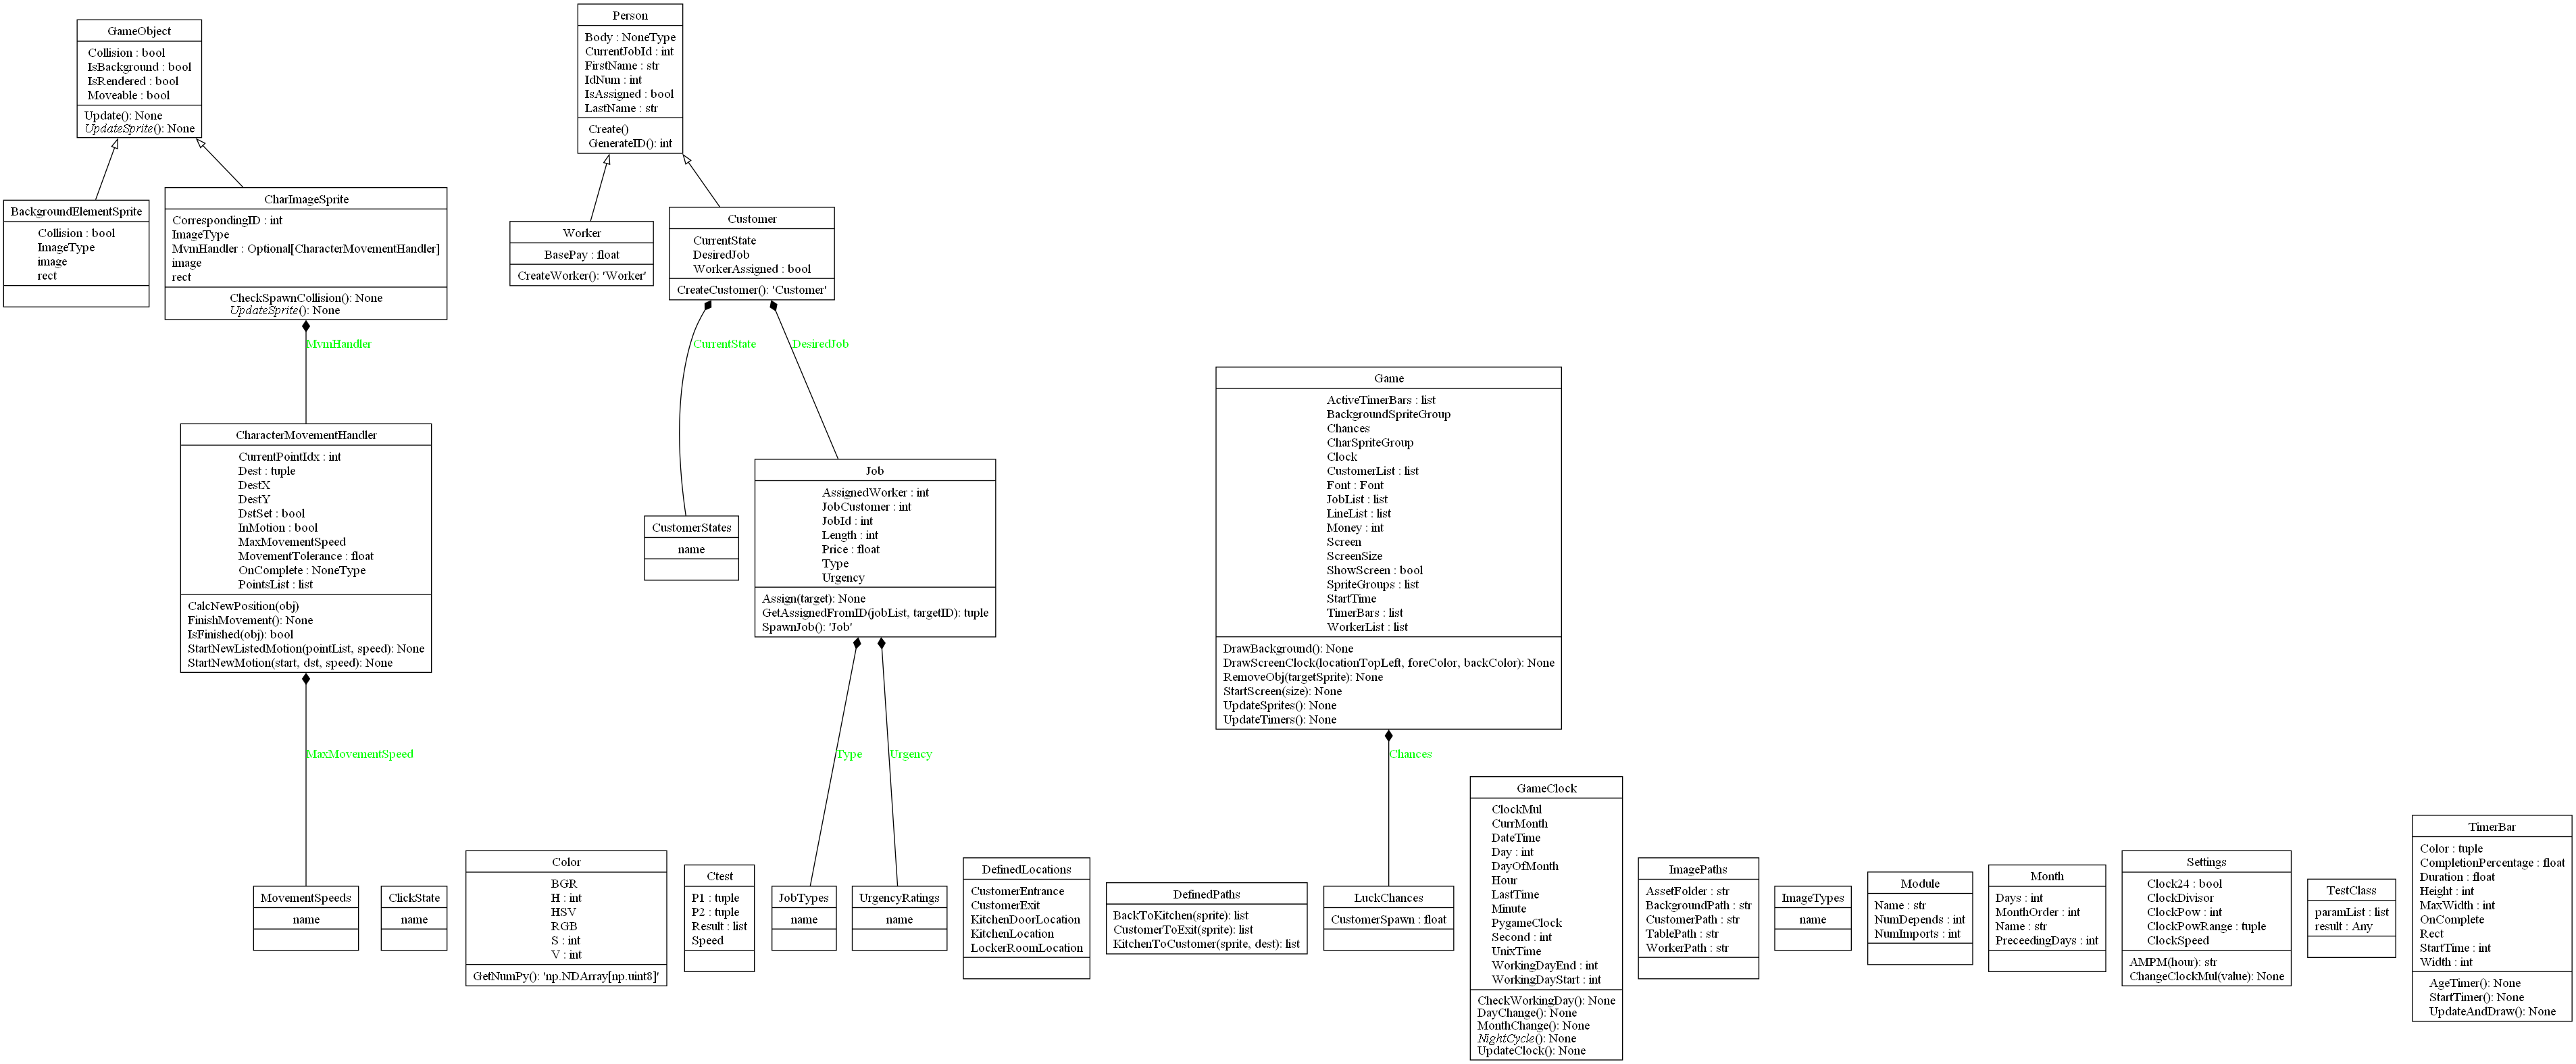 GameObject
Collision : bool
IsBackground : bool
IsRendered : bool
Moveable : bool
Update(): None
UpdateSprite(): None
Person
Body : NoneType
CurrentJobId : int
FirstName : str
IdNum : int
IsAssigned : bool
LastName : str
Create()
GenerateID(): int
BackgroundElementSprite
Collision : bool
ImageType
image
rect
CharImageSprite
CorrespondingID : int
ImageType
MvmHandler : Optional[CharacterMovementHandler]
image
rect
CheckSpawnCollision(): None
UpdateSprite(): None
Worker
BasePay : float
CreateWorker(): 'Worker'
Customer
CurrentState
DesiredJob
WorkerAssigned : bool
CreateCustomer(): 'Customer'
MvmHandler
CurrentState
DesiredJob
CharacterMovementHandler
CurrentPointIdx : int
Dest : tuple
DestX
DestY
DstSet : bool
InMotion : bool
MaxMovementSpeed
MovementTolerance : float
OnComplete : NoneType
PointsList : list
CalcNewPosition(obj)
FinishMovement(): None
IsFinished(obj): bool
StartNewListedMotion(pointList, speed): None
StartNewMotion(start, dst, speed): None
CustomerStates
name
Job
AssignedWorker : int
JobCustomer : int
JobId : int
Length : int
Price : float
Type
Urgency
Assign(target): None
GetAssignedFromID(jobList, targetID): tuple
SpawnJob(): 'Job'
Game
ActiveTimerBars : list
BackgroundSpriteGroup
Chances
CharSpriteGroup
Clock
CustomerList : list
Font : Font
JobList : list
LineList : list
Money : int
Screen
ScreenSize
ShowScreen : bool
SpriteGroups : list
StartTime
TimerBars : list
WorkerList : list
DrawBackground(): None
DrawScreenClock(locationTopLeft, foreColor, backColor): None
RemoveObj(targetSprite): None
StartScreen(size): None
UpdateSprites(): None
UpdateTimers(): None
MaxMovementSpeed
Type
Urgency
Chances
MovementSpeeds
name
ClickState
name
Color
BGR
H : int
HSV
RGB
S : int
V : int
GetNumPy(): 'np.NDArray[np.uint8]'
Ctest
P1 : tuple
P2 : tuple
Result : list
Speed
JobTypes
name
UrgencyRatings
name
DefinedLocations
CustomerEntrance
CustomerExit
KitchenDoorLocation
KitchenLocation
LockerRoomLocation
DefinedPaths
BackToKitchen(sprite): list
CustomerToExit(sprite): list
KitchenToCustomer(sprite, dest): list
LuckChances
CustomerSpawn : float
GameClock
ClockMul
CurrMonth
DateTime
Day : int
DayOfMonth
Hour
LastTime
Minute
PygameClock
Second : int
UnixTime
WorkingDayEnd : int
WorkingDayStart : int
CheckWorkingDay(): None
DayChange(): None
MonthChange(): None
NightCycle(): None
UpdateClock(): None
ImagePaths
AssetFolder : str
BackgroundPath : str
CustomerPath : str
TablePath : str
WorkerPath : str
ImageTypes
name
Module
Name : str
NumDepends : int
NumImports : int
Month
Days : int
MonthOrder : int
Name : str
PreceedingDays : int
Settings
Clock24 : bool
ClockDivisor
ClockPow : int
ClockPowRange : tuple
ClockSpeed
AMPM(hour): str
ChangeClockMul(value): None
TestClass
paramList : list
result : Any
TimerBar
Color : tuple
CompletionPercentage : float
Duration : float
Height : int
MaxWidth : int
OnComplete
Rect
StartTime : int
Width : int
AgeTimer(): None
StartTimer(): None
UpdateAndDraw(): None